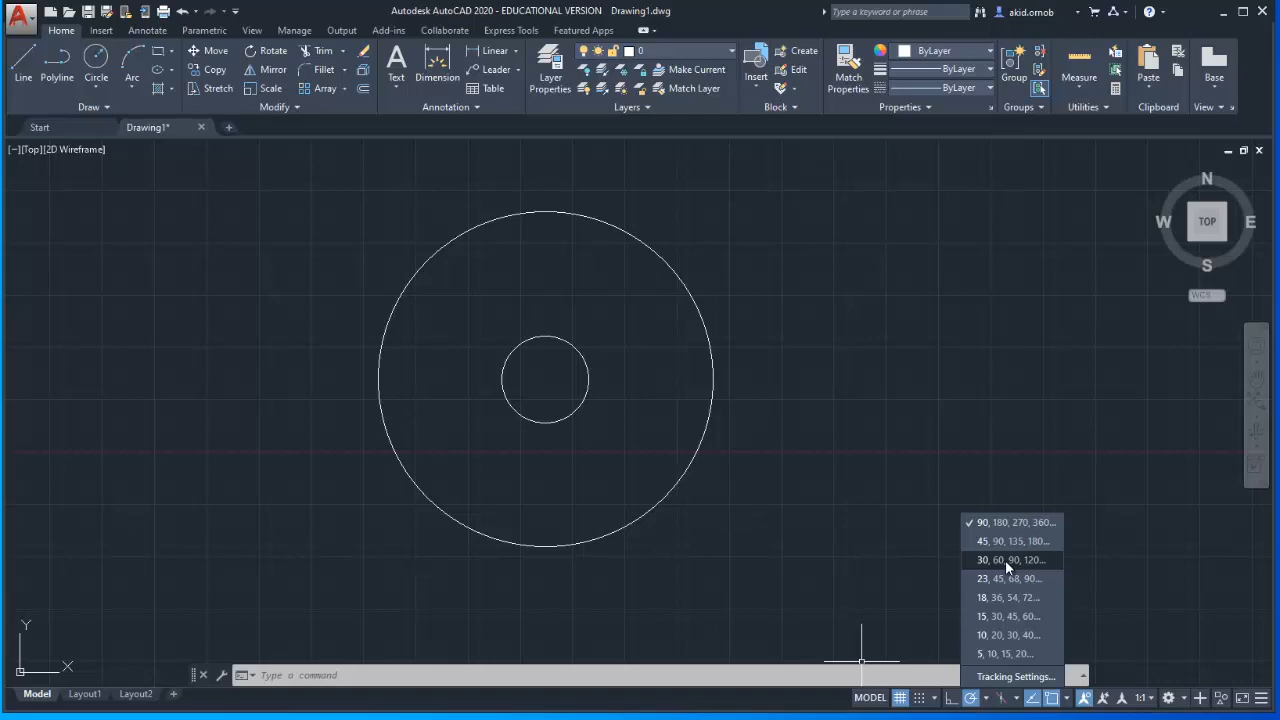 Autodesk AutoCAD 2020 - EDUCATIONAL VERSION Drawing1.dwg
Type a keyword or phrase
akid.omob
Home Insert Annotate Parametric View Manage Output Add-ins Collaborate Express Tools Featured Apps
Line Polyline Circle Arc
Move Rotate Trim
Copy Mirror Fillet
Stretch Scale Array
Text Dimension
Linear
Leader
Table
Layer Properties
0
Make Current
Match Layer
Insert
Create
Edit
Match Properties
ByLayer
ByLayer
ByLayer
Group
Measure
Paste
Base
Draw Modify Annotation Layers Block Properties Groups Utilities Clipboard View
Start Drawing1*
[−][Top][2D Wireframe]
N
W TOP E
S
WCS
90, 180, 270, 360...
45, 90, 135, 180...
30, 60, 90, 120...
23, 45, 68, 90...
18, 36, 54, 72...
15, 30, 45, 60...
10, 20, 30, 40...
5, 10, 15, 20...
Tracking Settings...
Y
X
Type a command
Model Layout1 Layout2
MODEL
1:1